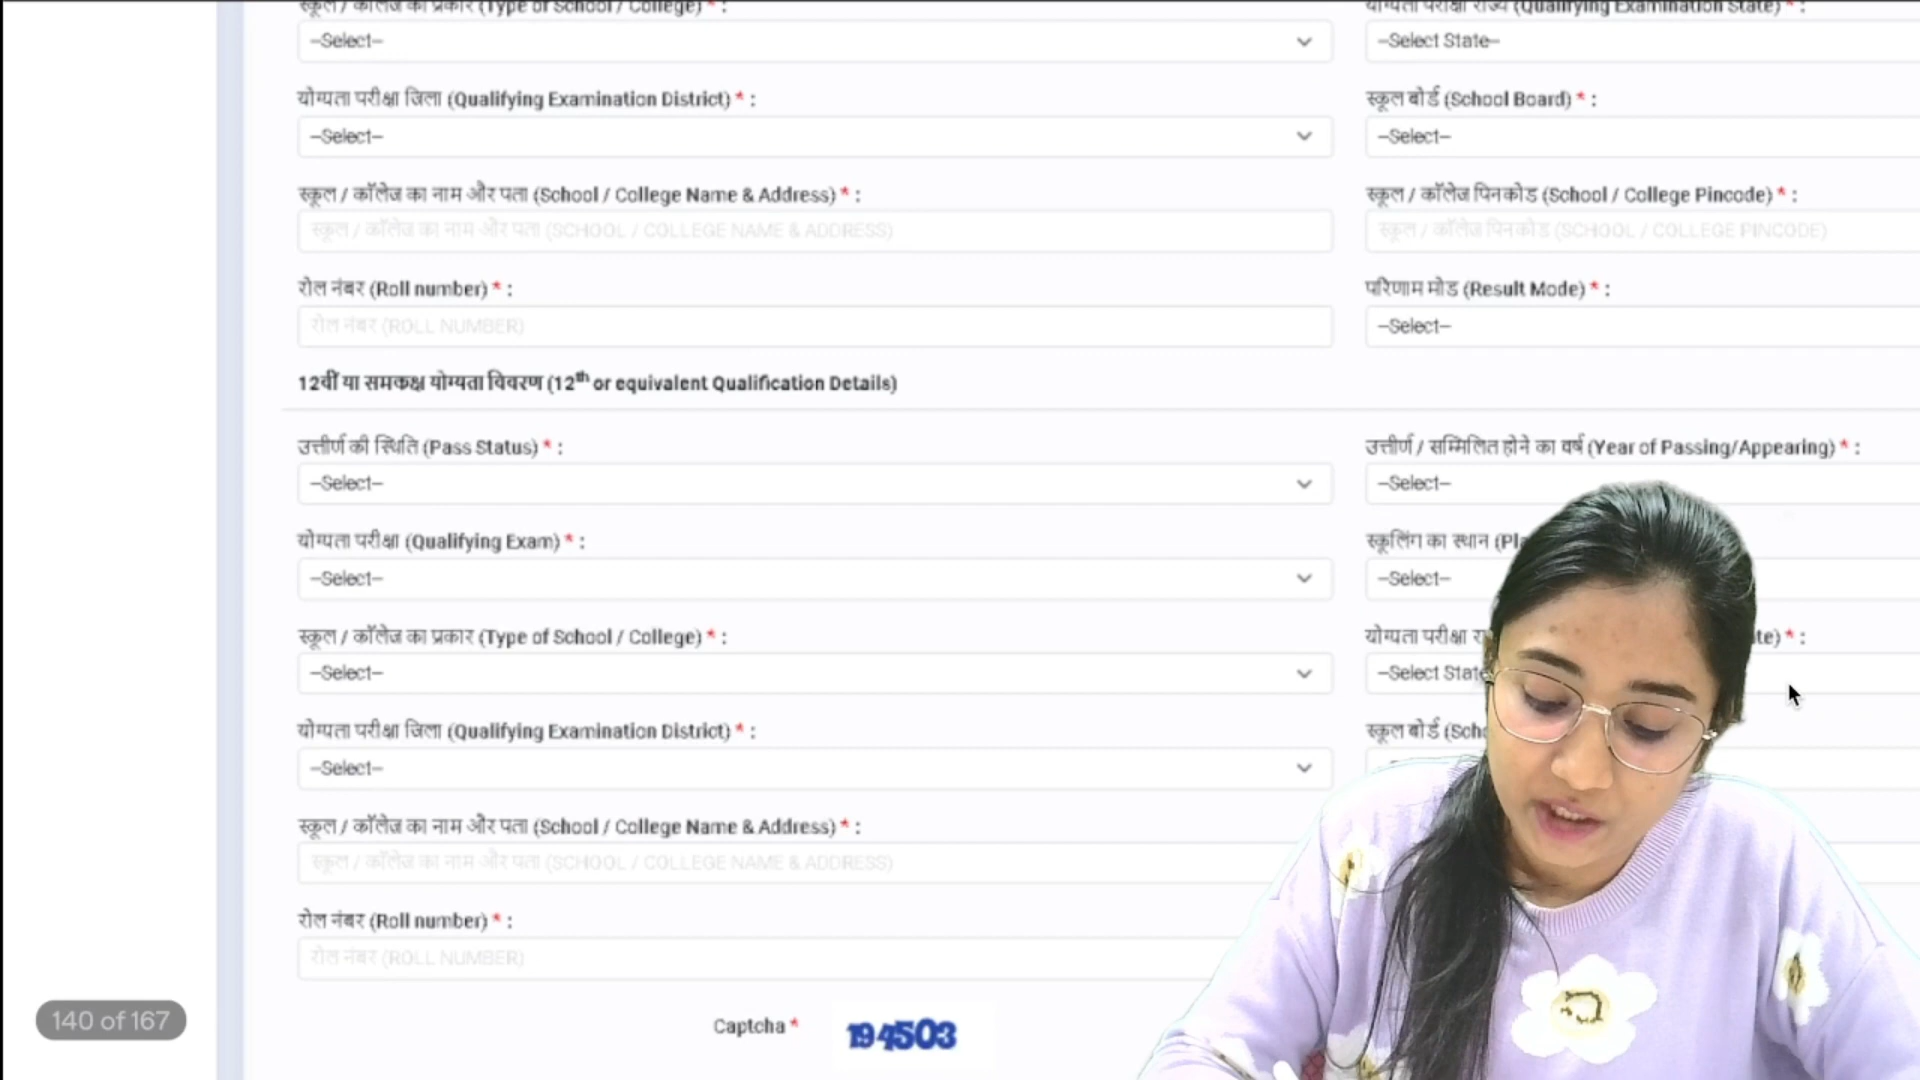 स्कूल / कॉलेज का प्रकार (Type of School / College) * :
योग्यता परीक्षा राज्य (Qualifying Examination State) * :
--Select--
--Select State--
योग्यता परीक्षा जिला (Qualifying Examination District) * :
स्कूल बोर्ड (School Board) * :
--Select--
--Select--
स्कूल / कॉलेज का नाम और पता (School / College Name & Address) * :
स्कूल / कॉलेज पिनकोड (School / College Pincode) * :
स्कूल / कॉलेज का नाम और पता (SCHOOL / COLLEGE NAME & ADDRESS)
स्कूल / कॉलेज पिनकोड (SCHOOL / COLLEGE PINCODE)
रोल नंबर (Roll number) * :
परिणाम मोड (Result Mode) * :
रोल नंबर (ROLL NUMBER)
--Select--
12वीं या समकक्ष योग्यता विवरण (12th or equivalent Qualification Details)
उत्तीर्ण की स्थिति (Pass Status) * :
उत्तीर्ण / सम्मिलित होने का वर्ष (Year of Passing/Appearing) * :
--Select--
--Select--
योग्यता परीक्षा (Qualifying Exam) * :
स्कूलिंग का स्थान
--Select--
--Select--
स्कूल / कॉलेज का प्रकार (Type of School / College) * :
योग्यता परीक्षा
--Select--
--Select State
योग्यता परीक्षा जिला (Qualifying Examination District) * :
स्कूल बोर्ड
--Select--
स्कूल / कॉलेज का नाम और पता (School / College Name & Address) * :
स्कूल / कॉलेज का नाम और पता (SCHOOL / COLLEGE NAME & ADDRESS)
रोल नंबर (Roll number) * :
रोल नंबर (ROLL NUMBER)
140 of 167
Captcha *
194503